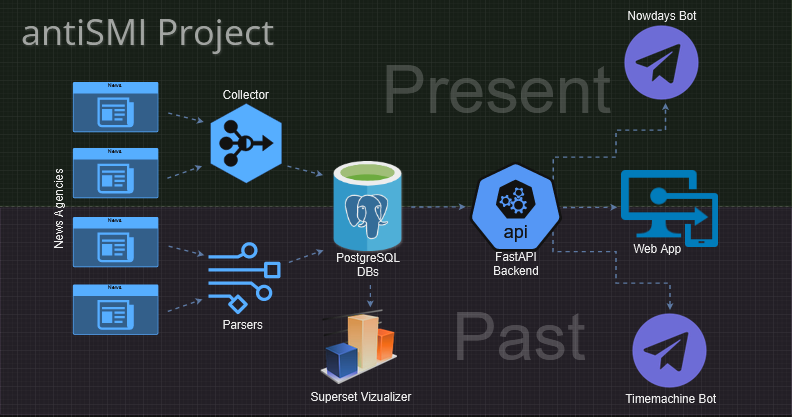 antiSMI Project
Nowdays Bot
Present
News
Collector
News
News Agencies
News
api
PostgreSQL
DBs
FastAPI
Backend
Web App
News
Parsers
Past
Superset Vizualizer
Timemachine Bot